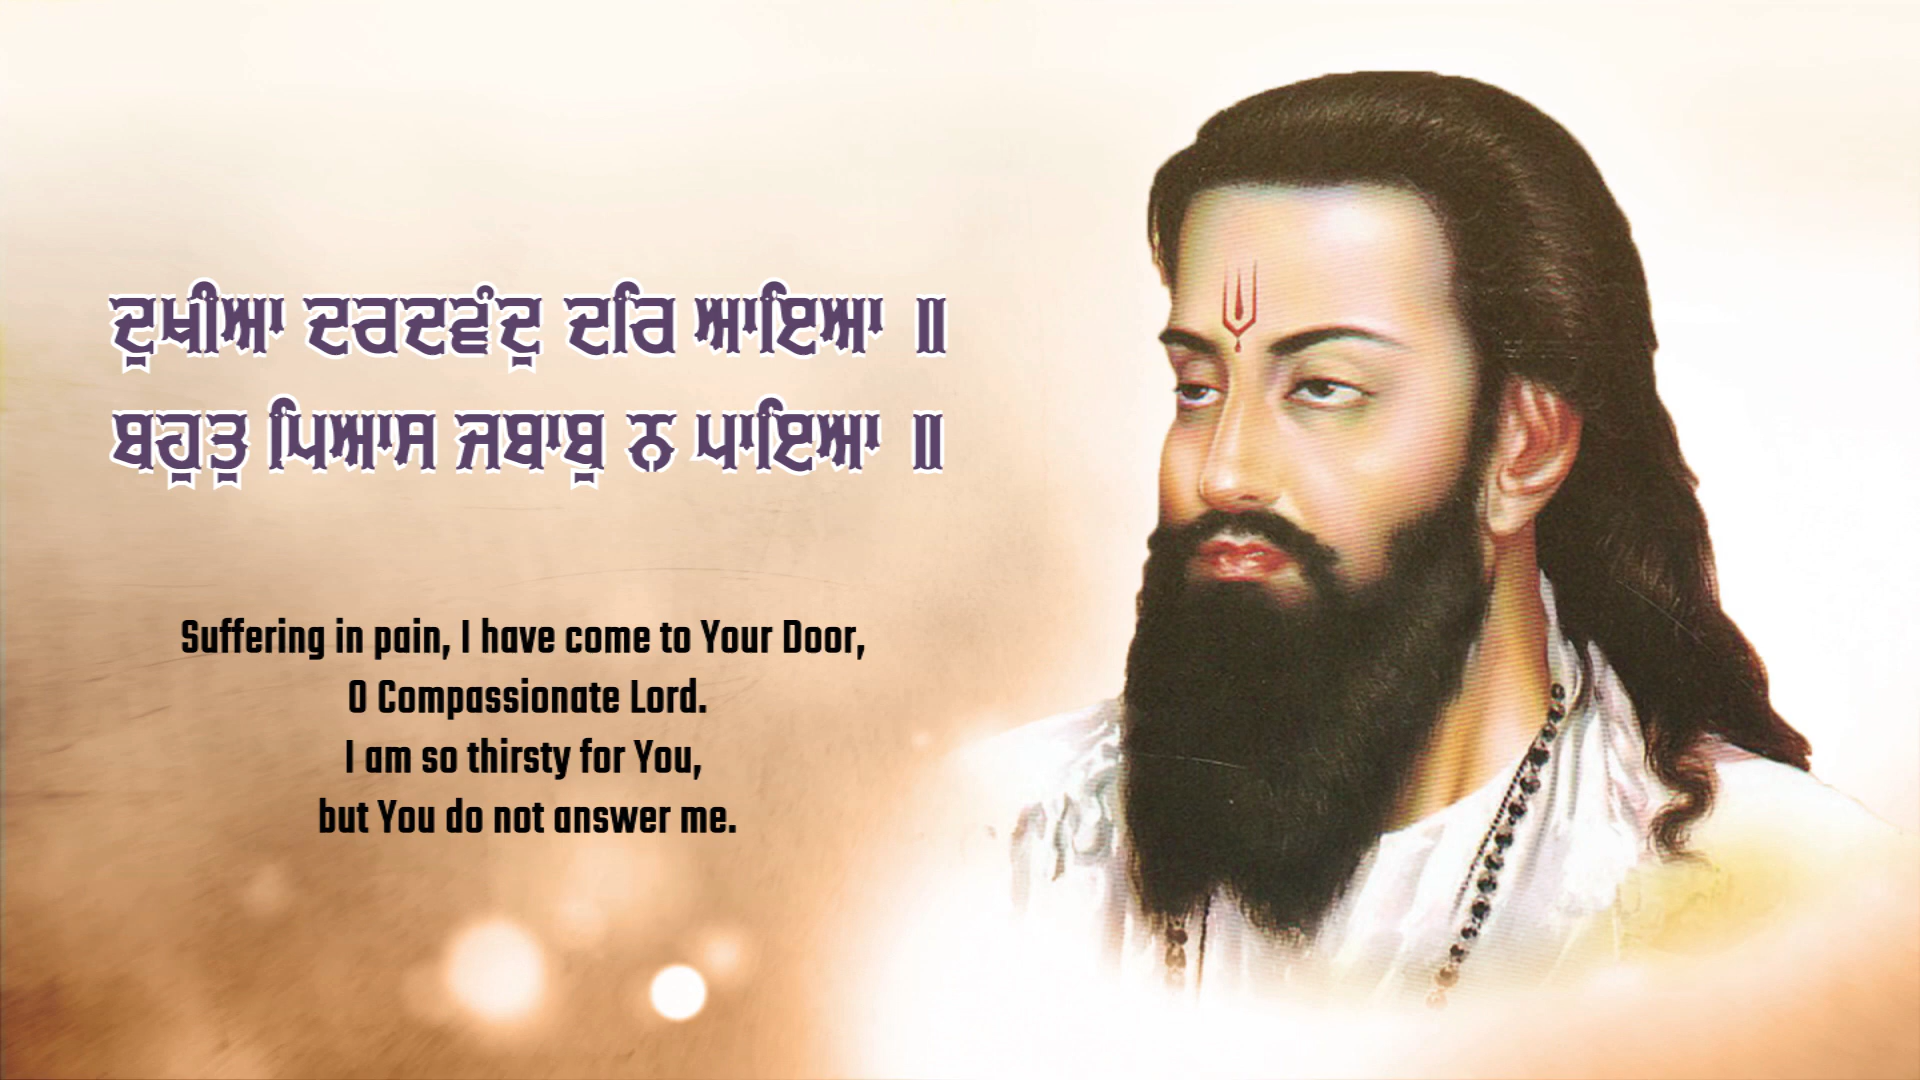 ਦੁਖੀਆ ਦਰਦਵੰਦੁ ਦਰਿ ਆਇਆ ॥
ਬਹੁਤੁ ਪਿਆਸ ਜਬਾਬੁ ਨ ਪਾਇਆ ॥
Suffering in pain, I have come to Your Door,
O Compassionate Lord.
I am so thirsty for You,
but You do not answer me.